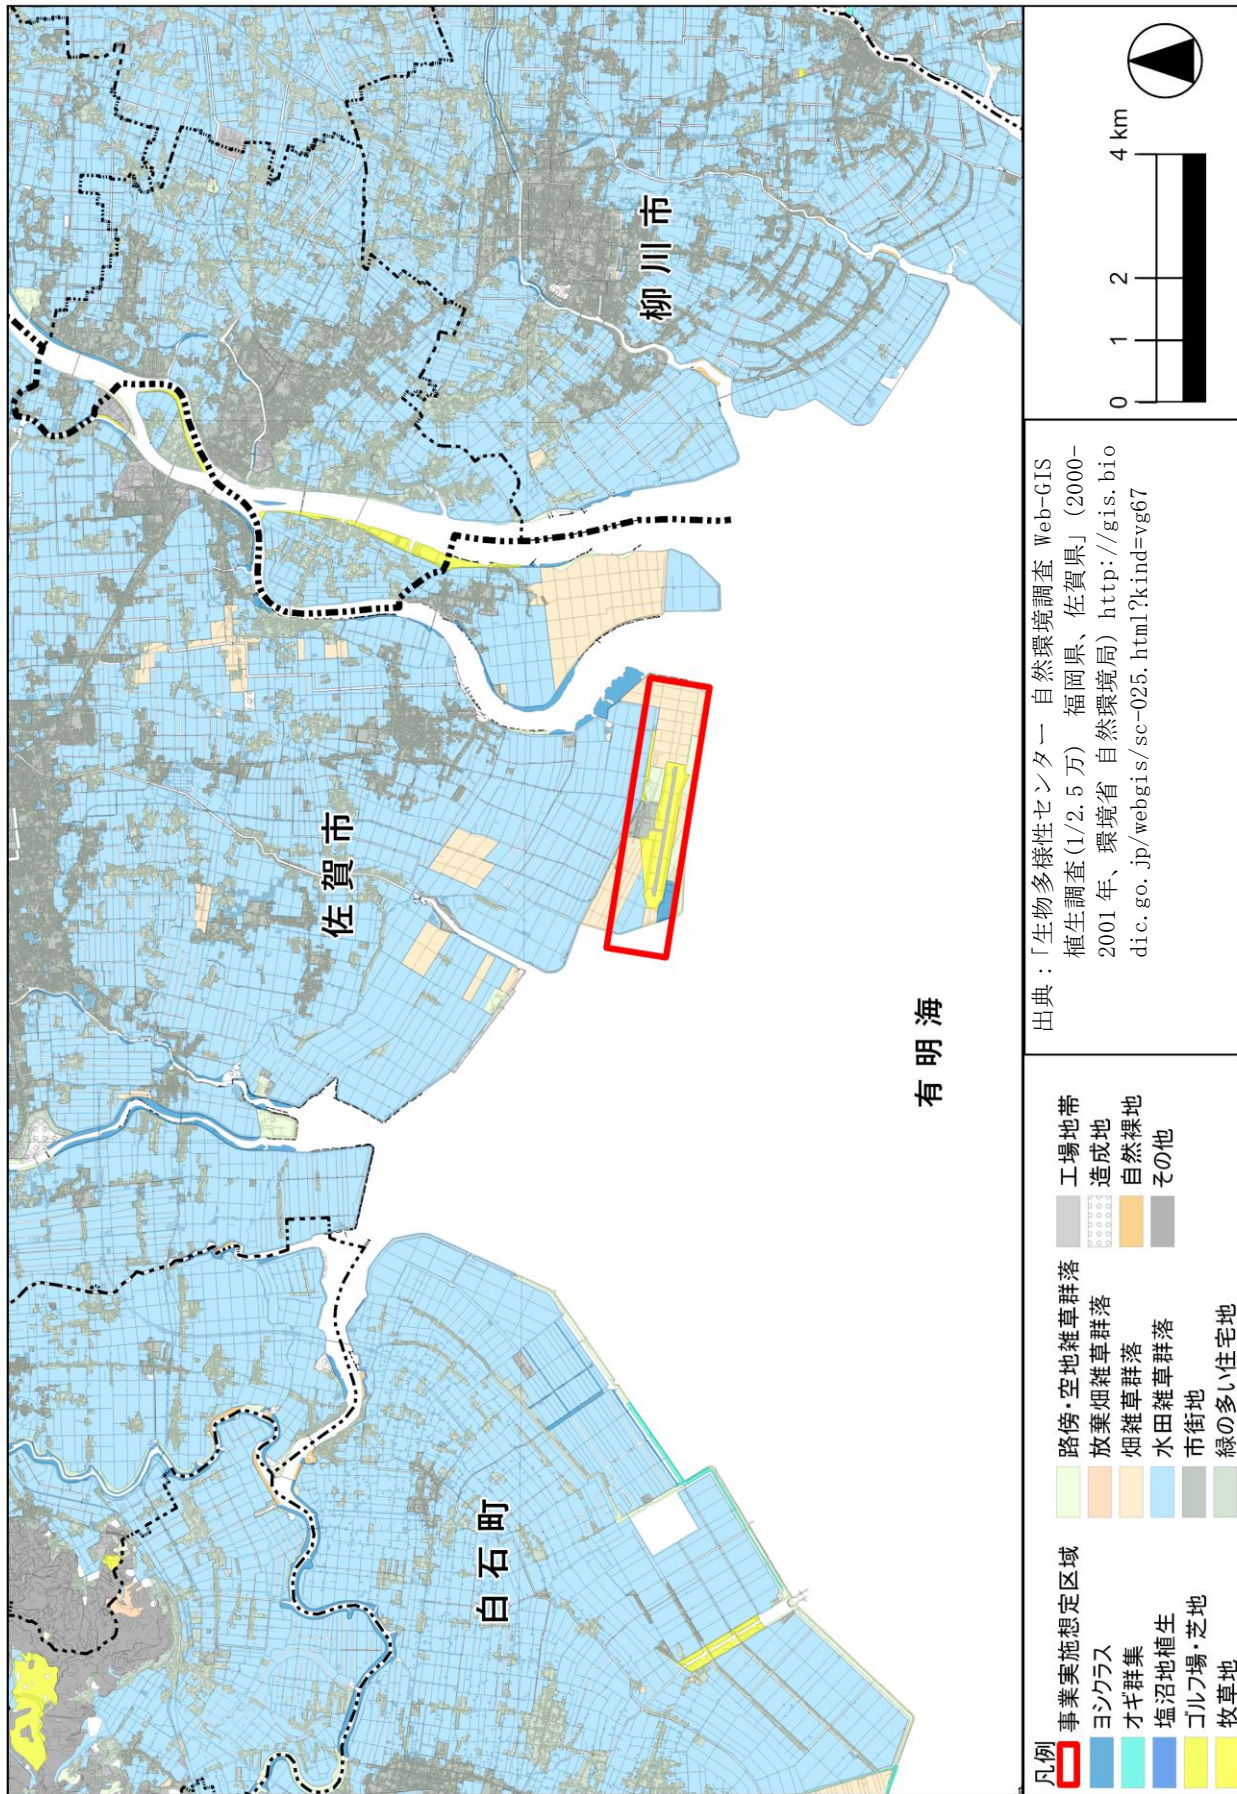 佐賀市
柳川市
白石町
有明海
凡例
事業実施想定区域
ヨシクラス
オギ群集
塩沼地植生
ゴルフ場・芝地
牧草地
路傍・空地雑草群落
放棄畑雑草群落
畑雑草群落
水田雑草群落
市街地
緑の多い住宅地
工場地帯
造成地
自然裸地
その他
出典：「生物多様性センター 自然環境調査 Web-GIS
植生調査(1/2.5 万) 福岡県、佐賀県」(2000-
2001 年、環境省 自然環境局) http://gis.bio
dic.go.jp/webgis/sc-025.html?kind=vg67
0 1 2 4 km